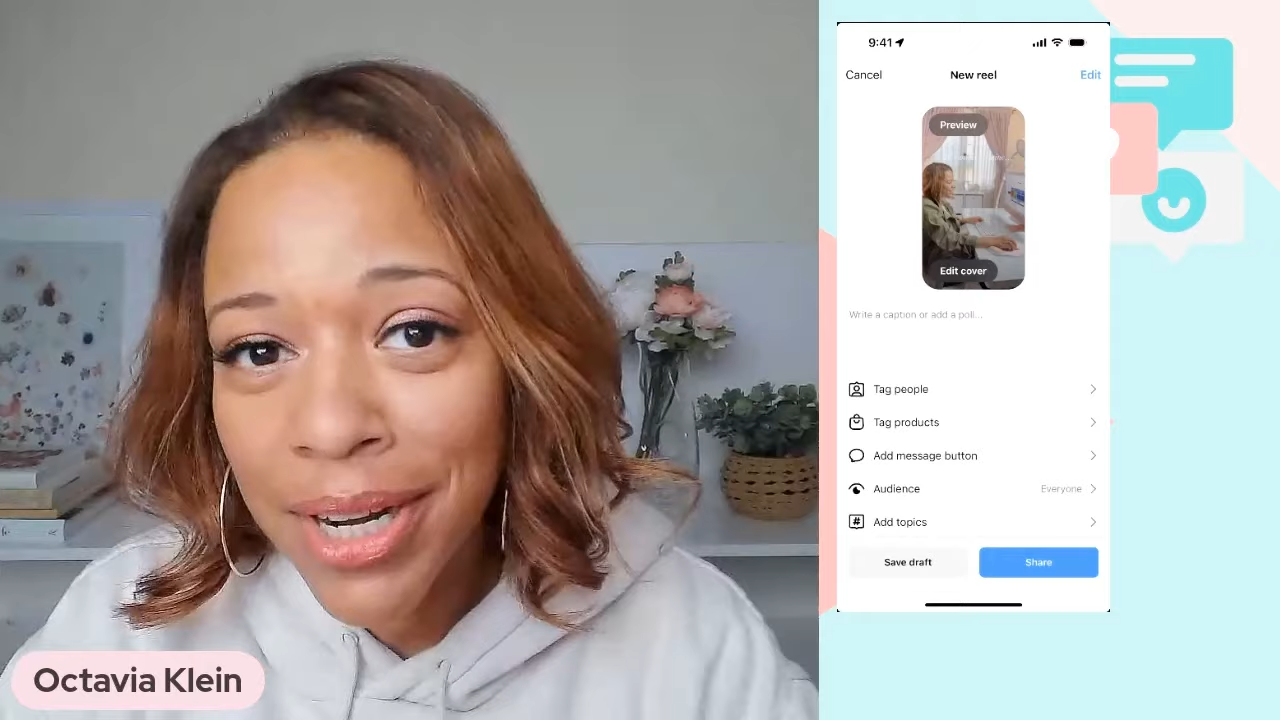 9:41
Cancel New reel Edit
Preview
Edit cover
Write a caption or add a poll...
Tag people
Tag products
Add message button
Audience Everyone
# Add topics
Save draft Share
Octavia Klein